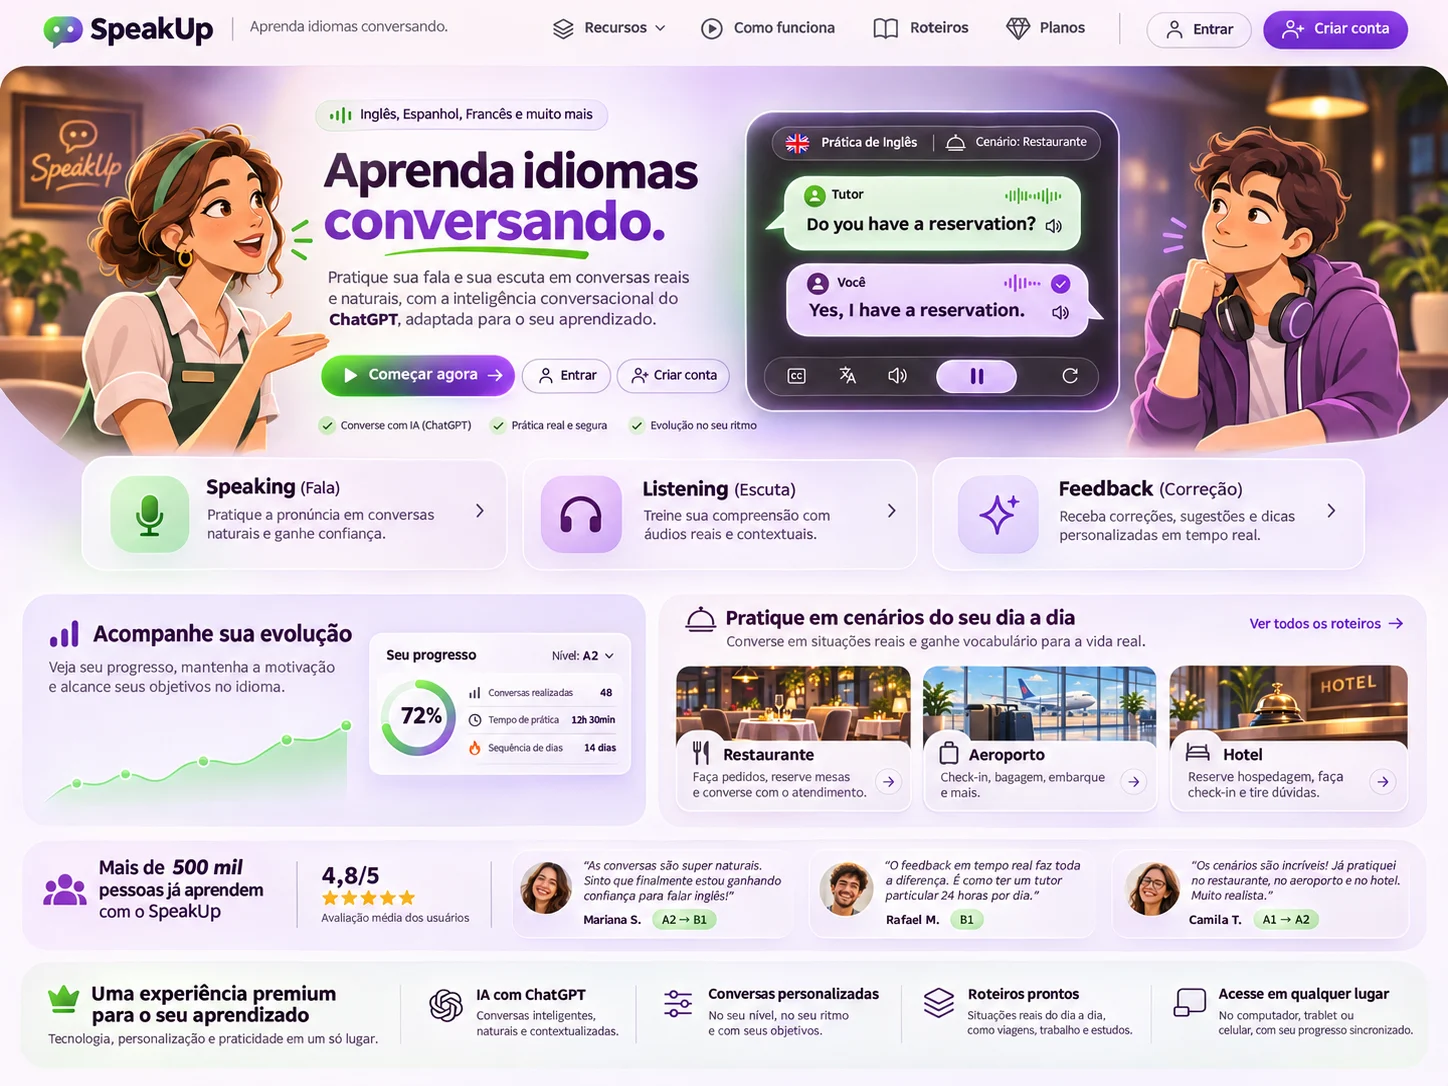 SpeakUp
Aprenda idiomas conversando.
Recursos
Como funciona
Roteiros
Planos
Entrar
Criar conta
SpeakUp
Inglês, Espanhol, Francês e muito mais
Aprenda idiomas
conversando.
Pratique sua fala e sua escuta em conversas reais
e naturais, com a inteligência conversacional do
ChatGPT, adaptada para o seu aprendizado.
Começar agora
Entrar
Criar conta
Converse com IA (ChatGPT)
Prática real e segura
Evolução no seu ritmo
Prática de Inglês
Cenário: Restaurante
Tutor
Do you have a reservation?
Você
Yes, I have a reservation.
CC
Speaking (Fala)
Pratique a pronúncia em conversas
naturais e ganhe confiança.
Listening (Escuta)
Treine sua compreensão com
áudios reais e contextuais.
Feedback (Correção)
Receba correções, sugestões e dicas
personalizadas em tempo real.
Acompanhe sua evolução
Veja seu progresso, mantenha a motivação
e alcance seus objetivos no idioma.
Seu progresso
Nível: A2
72%
Conversas realizadas 48
Tempo de prática 12h 30min
Sequência de dias 14 dias
Pratique em cenários do seu dia a dia
Converse em situações reais e ganhe vocabulário para a vida real.
Ver todos os roteiros
Restaurante
Faça pedidos, reserve mesas
e converse com o atendimento.
Aeroporto
Check-in, bagagem, embarque
e mais.
HOTEL
Hotel
Reserve hospedagem, faça
check-in e tire dúvidas.
Mais de 500 mil
pessoas já aprendem
com o SpeakUp
4,8/5
Avaliação média dos usuários
“As conversas são super naturais.
Sinto que finalmente estou ganhando
confiança para falar inglês!”
Mariana S. A2 → B1
“O feedback em tempo real faz toda
a diferença. É como ter um tutor
particular 24 horas por dia.”
Rafael M. B1
“Os cenários são incríveis! Já pratiquei
no restaurante, no aeroporto e no hotel.
Muito realista.”
Camila T. A1 → A2
Uma experiência premium
para o seu aprendizado
Tecnologia, personalização e praticidade em um só lugar.
IA com ChatGPT
Conversas inteligentes,
naturais e contextualizadas.
Conversas personalizadas
No seu nível, no seu ritmo
e com seus objetivos.
Roteiros prontos
Situações reais do dia a dia,
como viagens, trabalho e estudos.
Acesse em qualquer lugar
No computador, trablet ou
celular, com seu progresso sincronizado.